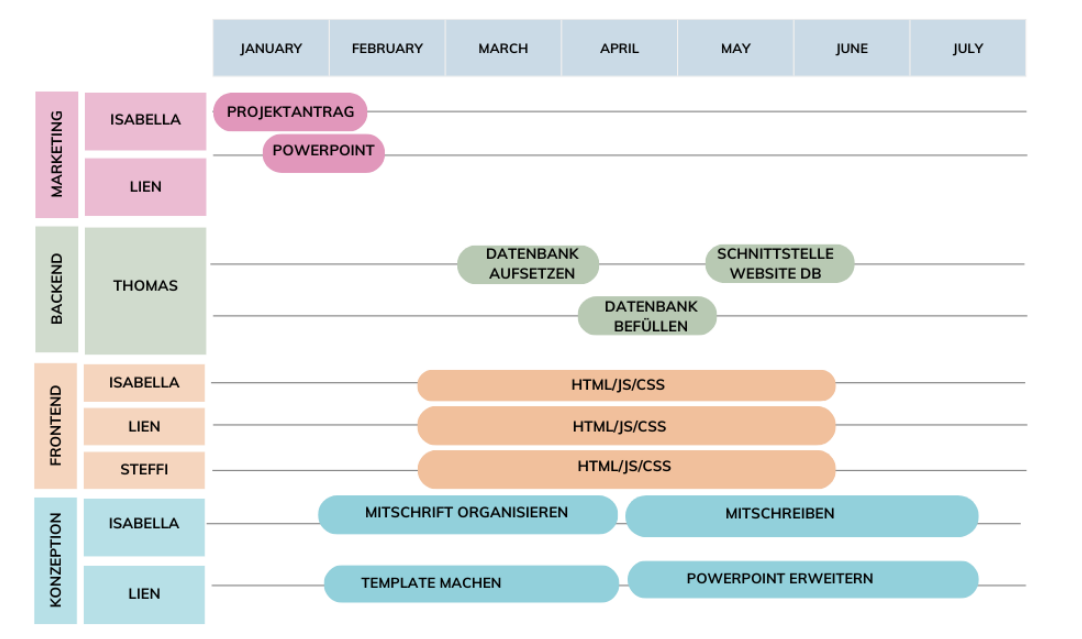 JANUARY FEBRUARY MARCH APRIL MAY JUNE JULY
MARKETING
ISABELLA
PROJEKTANTRAG
POWERPOINT
LIEN
BACKEND
THOMAS
DATENBANK
AUFSETZEN
SCHNITTSTELLE
WEBSITE DB
DATENBANK
BEFÜLLEN
FRONTEND
ISABELLA
HTML/JS/CSS
LIEN
HTML/JS/CSS
STEFFI
HTML/JS/CSS
KONZEPTION
ISABELLA
MITSCHRIFT ORGANISIEREN
MITSCHREIBEN
LIEN
TEMPLATE MACHEN
POWERPOINT ERWEITERN